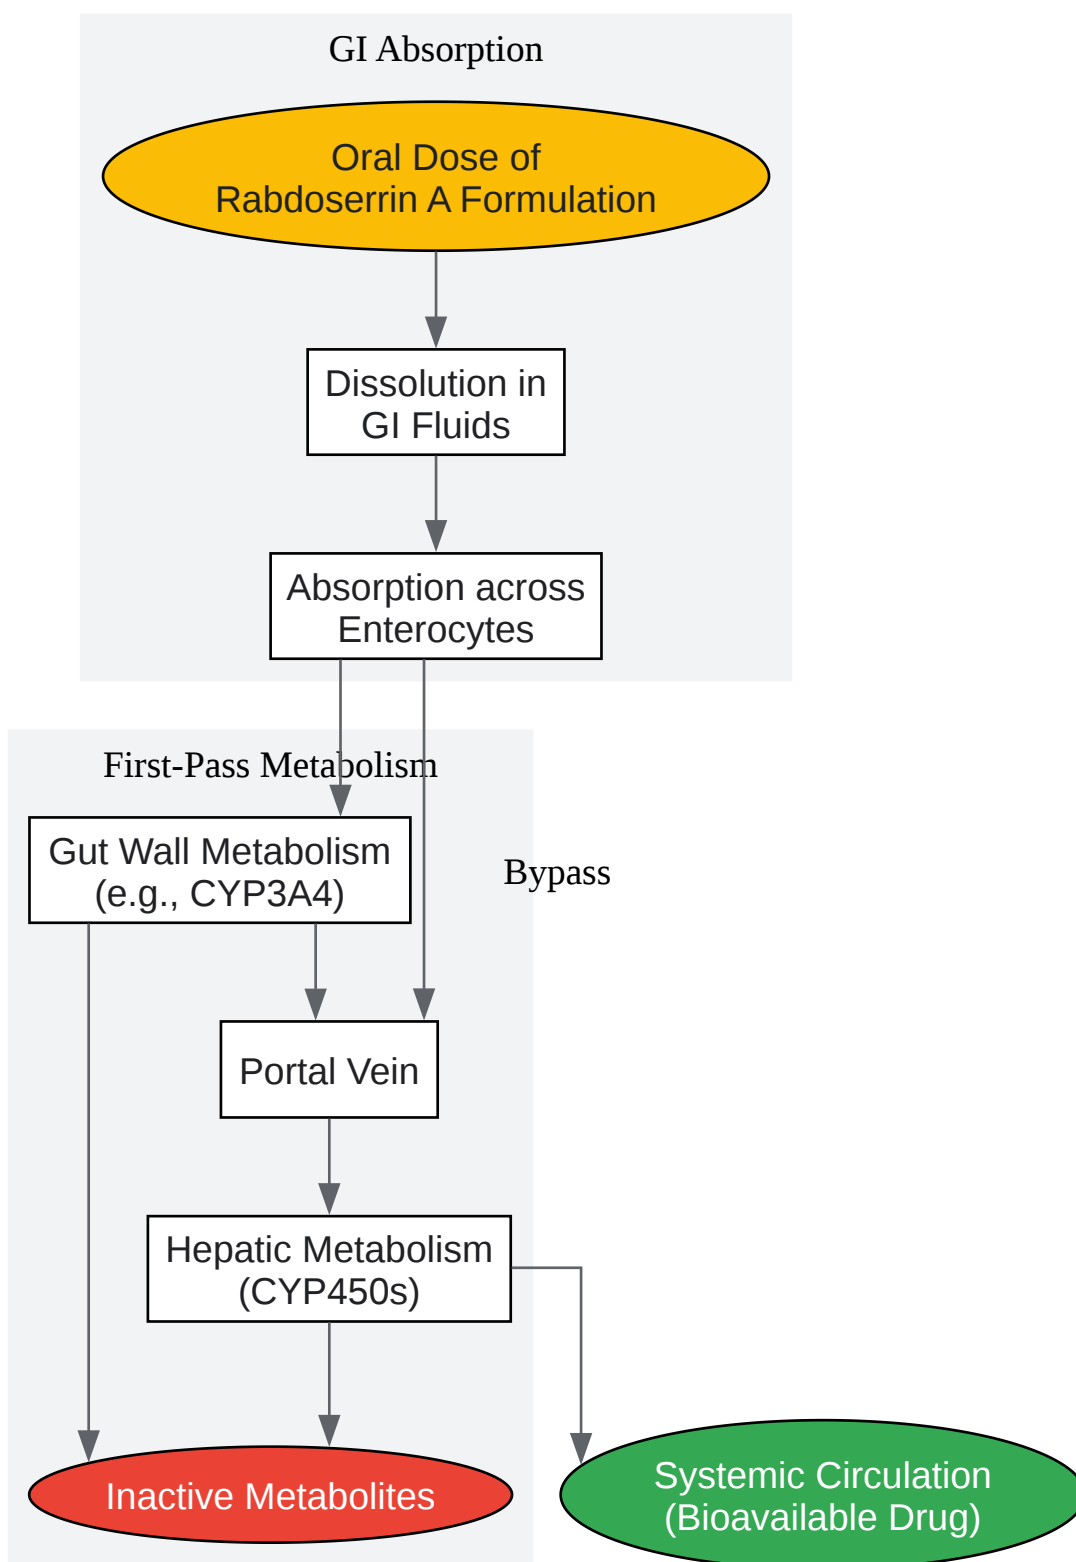 GI Absorption
Oral Dose of
Rabdoserrin A Formulation
Dissolution in
GI Fluids
Absorption across
Enterocytes
First-Pass Metabolism
Gut Wall Metabolism
(e.g., CYP3A4)
Bypass
Portal Vein
Hepatic Metabolism
(CYP450s)
Inactive Metabolites
Systemic Circulation
(Bioavailable Drug)